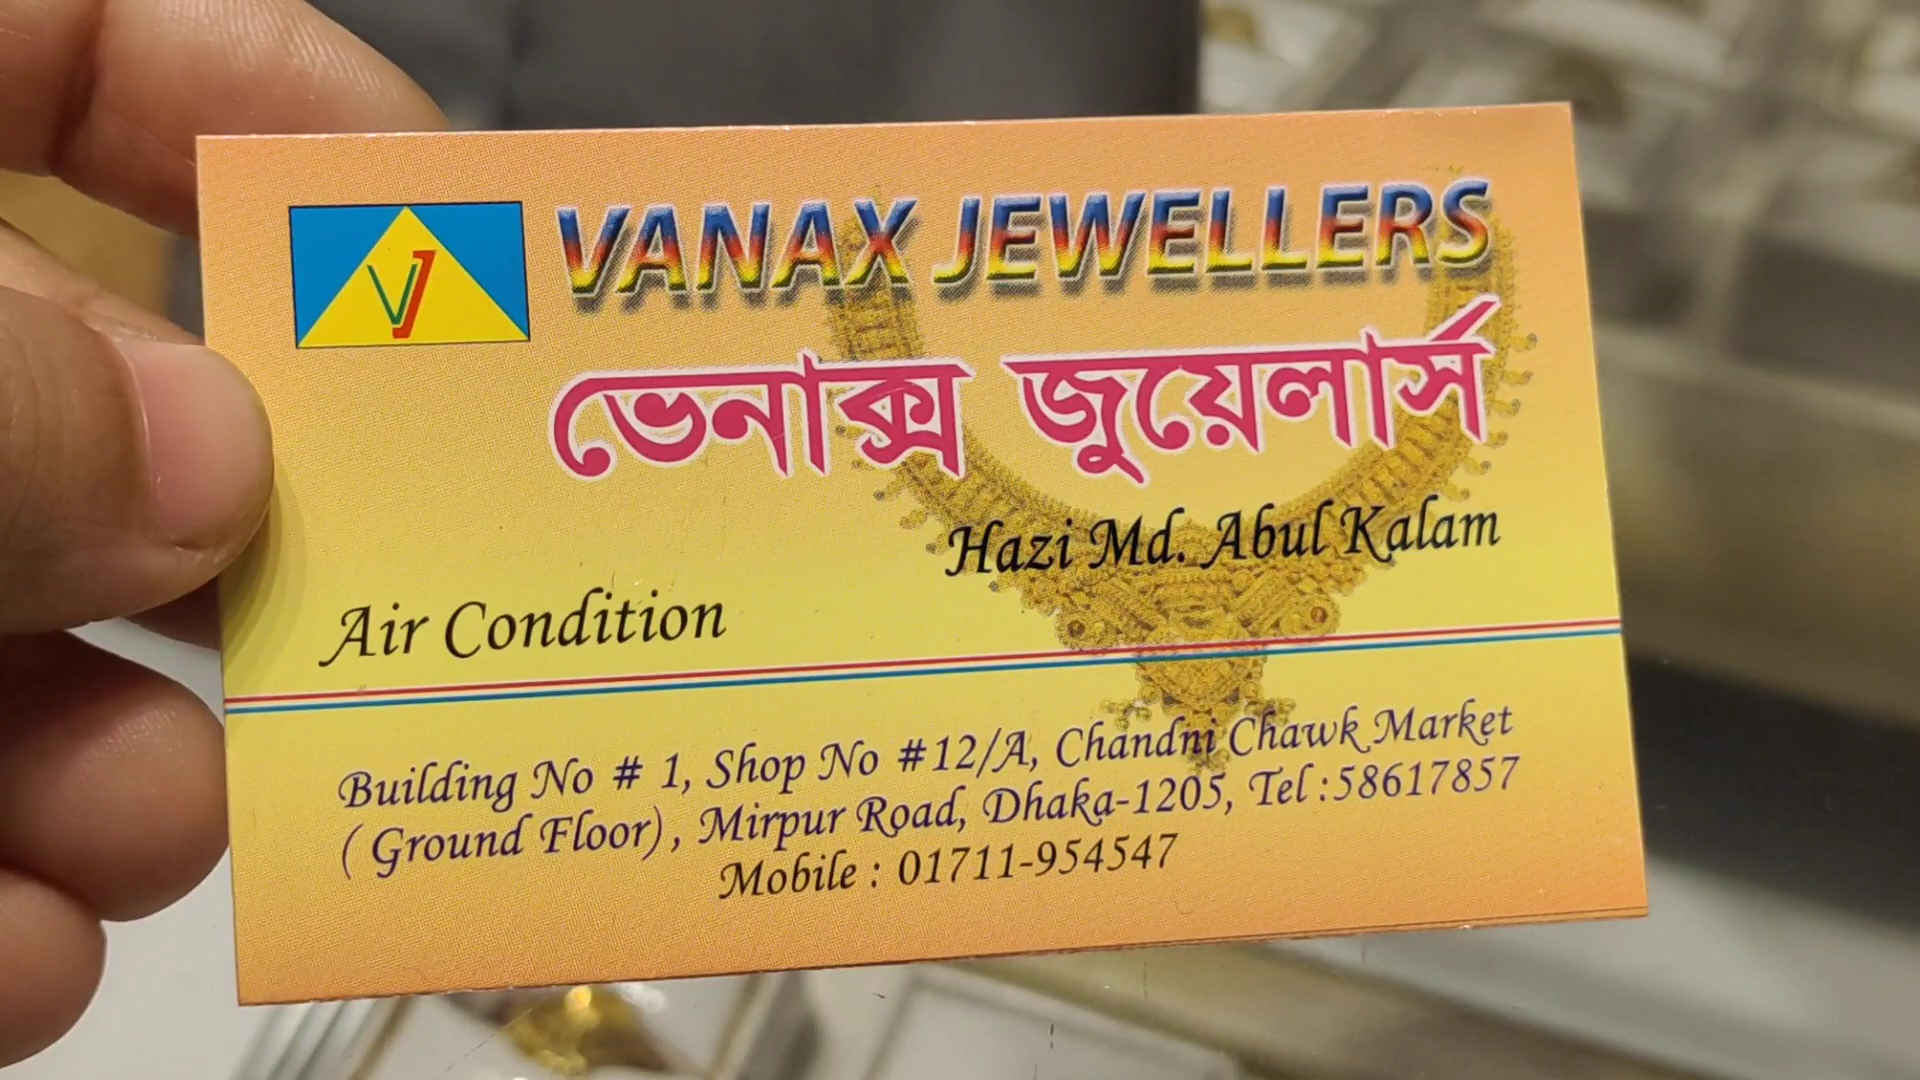 VJ
VANAX JEWELLERS
ভেনাক্স জুয়েলার্স
Hazi Md. Abul Kalam
Air Condition
Building No # 1, Shop No #12/A, Chandni Chawk Market
( Ground Floor), Mirpur Road, Dhaka-1205, Tel :58617857
Mobile : 01711-954547